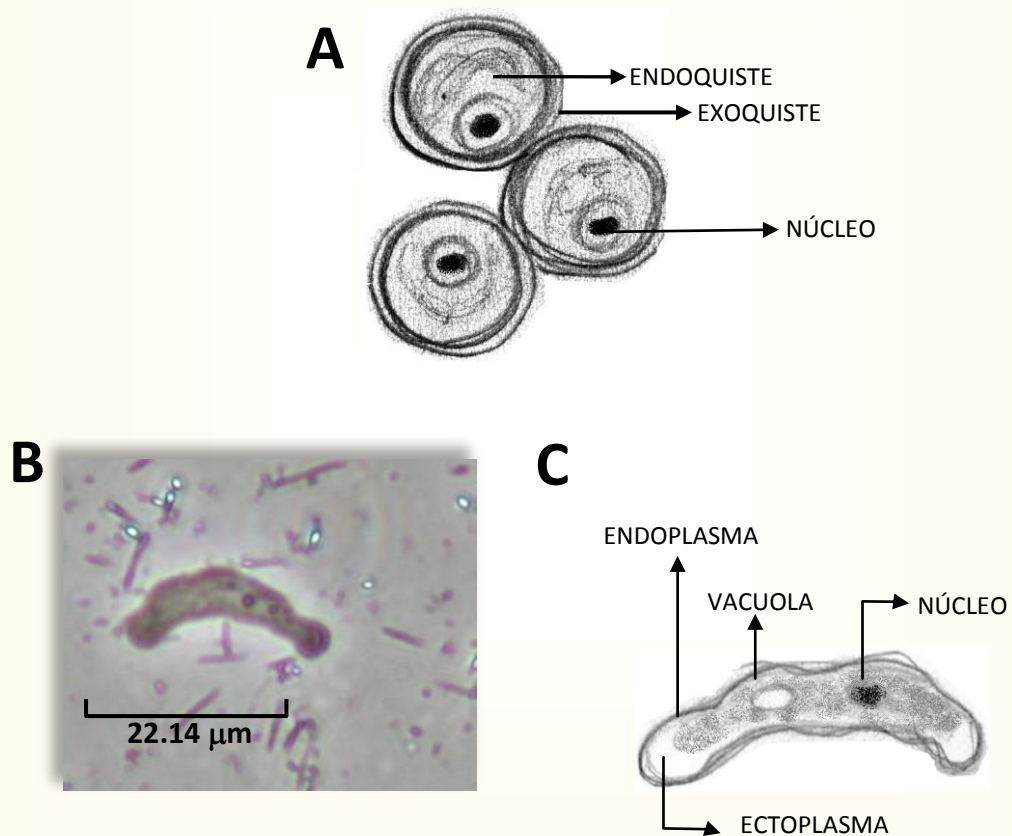 A
ENDOQUISTE
EXOQUISTE
NÚCLEO
B
22.14 µm
C
ENDOPLASMA
VACUOLA
NÚCLEO
ECTOPLASMA